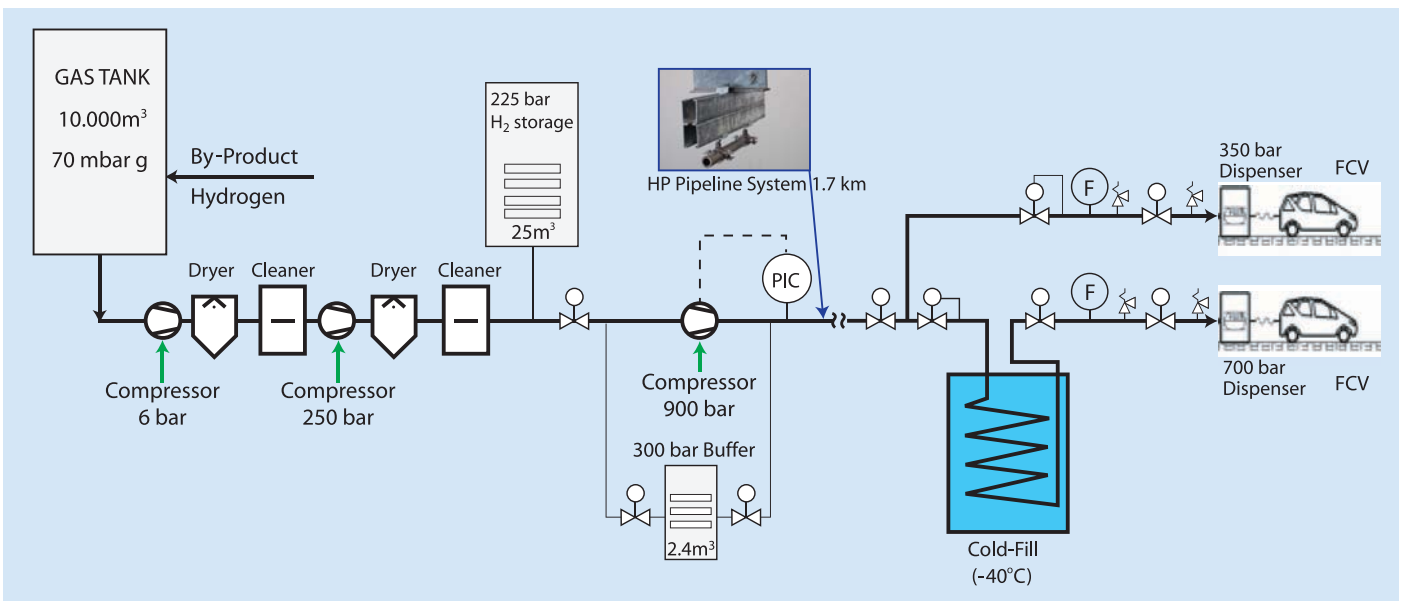 GAS TANK
10.000m³
70 mbar g
By-Product
Hydrogen
225 bar
H₂ storage
25m³
HP Pipeline System 1.7 km
350 bar
Dispenser
FCV
F
Dryer
Cleaner
Dryer
Cleaner
PIC
F
Compressor
6 bar
Compressor
250 bar
Compressor
900 bar
700 bar
Dispenser
FCV
300 bar Buffer
2.4m³
Cold-Fill
(-40°C)